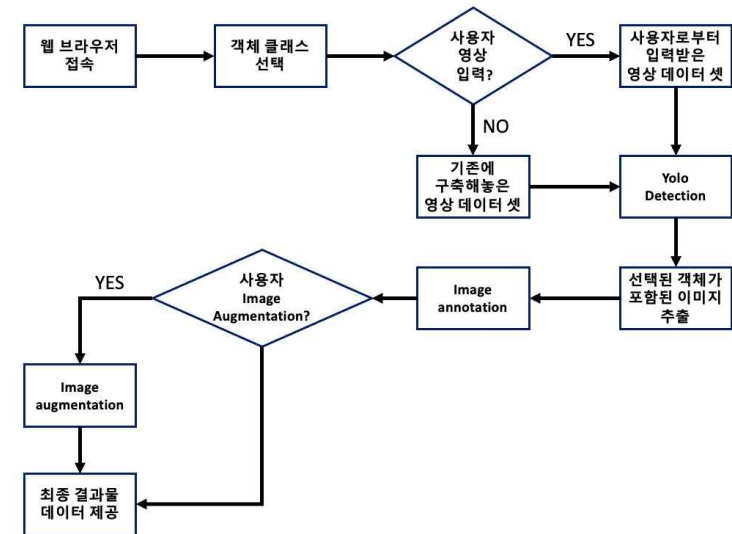 웹 브라우저
접속
객체 클래스
선택
사용자
영상
입력?
YES
사용자로부터
입력받은
영상 데이터 셋
NO
기존에
구축해놓은
영상 데이터 셋
Yolo
Detection
선택된 객체가
포함된 이미지
추출
Image
annotation
사용자
Image
Augmentation?
YES
Image
augmentation
최종 결과물
데이터 제공